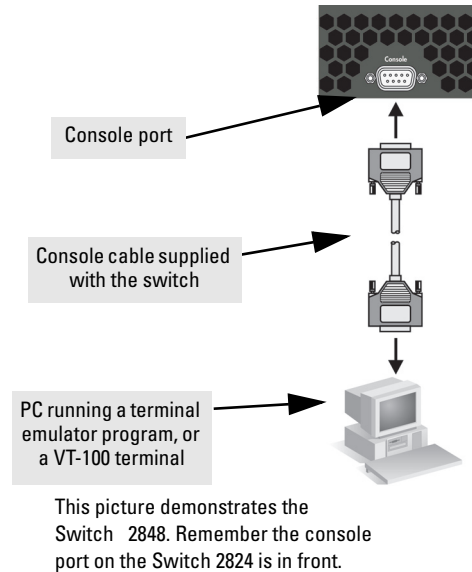 Console
Console port
Console cable supplied
with the switch
PC running a terminal
emulator program, or
a VT-100 terminal
This picture demonstrates the
Switch 2848. Remember the console
port on the Switch 2824 is in front.